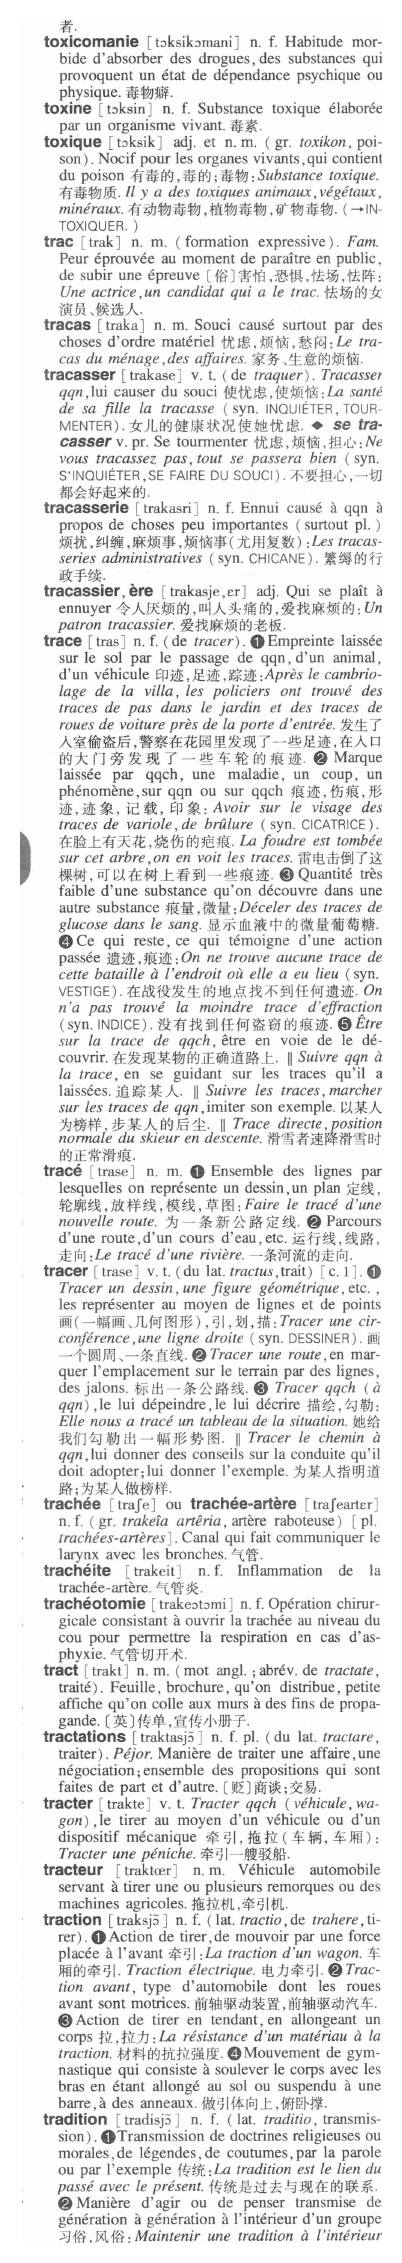 者.
toxicomanie [tɔksikɔmani] n. f. Habitude mor-
bide d'absorber des drogues, des substances qui
provoquent un état de dépendance psychique ou
physique. 毒物癖.
toxine [tɔksin] n. f. Substance toxique élaborée
par un organisme vivant. 毒素.
toxique [tɔksik] adj. et n. m. ( gr. toxikon, poi-
son). Nocif pour les organes vivants, qui contient
du poison 有毒的,毒的;毒物:Substance toxique.
有毒物质. Il y a des toxiques animaux, végétaux,
minéraux. 有动物毒物,植物毒物,矿物毒物. (→IN-
TOXIQUER. )
trac [trak] n. m. ( formation expressive). Fam.
Peur éprouvée au moment de paraître en public,
de subir une épreuve〔俗〕害怕,恐惧,怯场,怯阵:
Une actrice, un candidat qui a le trac. 怯场的女
演员、候选人.
tracas [traka] n. m. Souci causé surtout par des
choses d'ordre matériel 忧虑,烦恼,愁闷:Le tra-
cas du ménage, des affaires. 家务、生意的烦恼.
tracasser [trakase] v. t. ( de traquer). Tracasser
qqn, lui causer du souci 使忧虑,使烦恼:La santé
de sa fille la tracasse ( syn. INQUIÉTER, TOUR-
MENTER). 女儿的健康状况使她忧虑. ◆ se tra-
casser v. pr. Se tourmenter 忧虑,烦恼,担心:Ne
vous tracassez pas, tout se passera bien ( syn.
S'INQUIÉTER, SE FAIRE DU SOUCI). 不要担心,一切
都会好起来的.
tracasserie [trakasri] n. f. Ennui causé à qqn à
propos de choses peu importantes ( surtout pl. )
烦扰,纠缠,麻烦事,烦恼事(尤用复数):Les tracas-
series administratives ( syn. CHICANE). 繁缛的行
政手续.
tracassier, ère [trakasje,ɛr] adj. Qui se plaît à
ennuyer 令人厌烦的,叫人头痛的,爱找麻烦的:Un
patron tracassier. 爱找麻烦的老板.
trace [tras] n. f. ( de tracer). ❶Empreinte laissée
sur le sol par le passage de qqn, d'un animal,
d'un véhicule 印迹,足迹,踪迹:Après le cambrio-
lage de la villa, les policiers ont trouvé des
traces de pas dans le jardin et des traces de
roues de voiture près de la porte d'entrée. 发生了
入室偷盗后,警察在花园里发现了一些足迹,在入口
的大门旁发现了一些车轮的痕迹. ❷ Marque
laissée par qqch, une maladie, un coup, un
phénomène, sur qqn ou sur qqch 痕迹,伤痕,形
迹,迹象,记载,印象: Avoir sur le visage des
traces de variole, de brûlure ( syn. CICATRICE).
在脸上有天花,烧伤的疤痕. La foudre est tombée
sur cet arbre, on en voit les traces. 雷电击倒了这
棵树,可以在树上看到一些痕迹. ❸ Quantité très
faible d'une substance qu'on découvre dans une
autre substance 痕量,微量:Déceler des traces de
glucose dans le sang. 显示血液中的微量葡萄糖.
❹ Ce qui reste, ce qui témoigne d'une action
passée 遗迹,痕迹:On ne trouve aucune trace de
cette bataille à l'endroit où elle a eu lieu ( syn.
VESTIGE). 在战役发生的地点找不到任何遗迹. On
n'a pas trouvé la moindre trace d'effraction
( syn. INDICE). 没有找到任何盗窃的痕迹. ❺ Être
sur la trace de qqch, être en voie de le dé-
couvrir. 在发现某物的正确道路上. ‖ Suivre qqn à
la trace, en se guidant sur les traces qu'il a
laissées. 追踪某人. ‖ Suivre les traces, marcher
sur les traces de qqn, imiter son exemple. 以某人
为榜样,步某人的后尘. ‖ Trace directe, position
normale du skieur en descente. 滑雪者速降滑雪时
的正常滑痕.
tracé [trase] n. m. ❶ Ensemble des lignes par
lesquelles on représente un dessin, un plan 定线,
轮廓线,放样线,模线,草图:Faire le tracé d'une
nouvelle route. 为一条新公路定线. ❷ Parcours
d'une route, d'un cours d'eau, etc. 运行线,线路,
走向:Le tracé d'une rivière. 一条河流的走向.
tracer [trase] v. t. ( du lat. tractus, trait) [c. 1]. ❶
Tracer un dessin, une figure géométrique, etc. ,
les représenter au moyen de lignes et de points
画(一幅画、几何图形),引,划,描:Tracer une cir-
conférence, une ligne droite ( syn. DESSINER). 画
一个圆周、一条直线. ❷ Tracer une route, en mar-
quer l'emplacement sur le terrain par des lignes,
des jalons. 标出一条公路线. ❸ Tracer qqch ( à
qqn), le lui dépeindre, le lui décrire 描绘,勾勒:
Elle nous a tracé un tableau de la situation. 她给
我们勾勒出一幅形势图. ‖ Tracer le chemin à
qqn, lui donner des conseils sur la conduite qu'il
doit adopter; lui donner l'exemple. 为某人指明道
路;为某人做榜样.
trachée [traʃe] ou trachée-artère [traʃeartɛr]
n. f. ( gr. trakeîa artêria, artère raboteuse) [pl.
trachées-artères]. Canal qui fait communiquer le
larynx avec les bronches. 气管.
trachéite [trakeit] n. f. Inflammation de la
trachée-artère. 气管炎.
trachéotomie [trakeɔtɔmi] n. f. Opération chirur-
gicale consistant à ouvrir la trachée au niveau du
cou pour permettre la respiration en cas d'as-
phyxie. 气管切开术.
tract [trakt] n. m. ( mot angl. ; abrév. de tractate,
traité). Feuille, brochure, qu'on distribue, petite
affiche qu'on colle aux murs à des fins de propa-
gande.〔英〕传单,宣传小册子.
tractations [traktasjɔ̃] n. f. pl. ( du lat. tractare,
traiter). Péjor. Manière de traiter une affaire, une
négociation; ensemble des propositions qui sont
faites de part et d'autre.〔贬〕商谈;交易.
tracter [trakte] v. t. Tracter qqch ( véhicule, wa-
gon), le tirer au moyen d'un véhicule ou d'un
dispositif mécanique 牵引,拖拉(车辆,车厢):
Tracter une péniche. 牵引一艘驳船.
tracteur [traktœr] n. m. Véhicule automobile
servant à tirer une ou plusieurs remorques ou des
machines agricoles. 拖拉机,牵引机.
traction [traksjɔ̃] n. f. ( lat. tractio, de trahere, ti-
rer). ❶Action de tirer, de mouvoir par une force
placée à l'avant 牵引:La traction d'un wagon. 车
厢的牵引. Traction électrique. 电力牵引. ❷Trac-
tion avant, type d'automobile dont les roues
avant sont motrices. 前轴驱动装置,前轴驱动汽车.
❸ Action de tirer en tendant, en allongeant un
corps 拉,拉力:La résistance d'un matériau à la
traction. 材料的抗拉强度. ❹Mouvement de gym-
nastique qui consiste à soulever le corps avec les
bras en étant allongé au sol ou suspendu à une
barre, à des anneaux. 做引体向上,俯卧撑.
tradition [tradisjɔ̃] n. f. ( lat. traditio, transmis-
sion). ❶Transmission de doctrines religieuses ou
morales, de légendes, de coutumes, par la parole
ou par l'exemple 传统:La tradition est le lien du
passé avec le présent. 传统是过去与现在的联系.
❷ Manière d'agir ou de penser transmise de
génération à génération à l'intérieur d'un groupe
习俗,风俗: Maintenir une tradition à l'intérieur